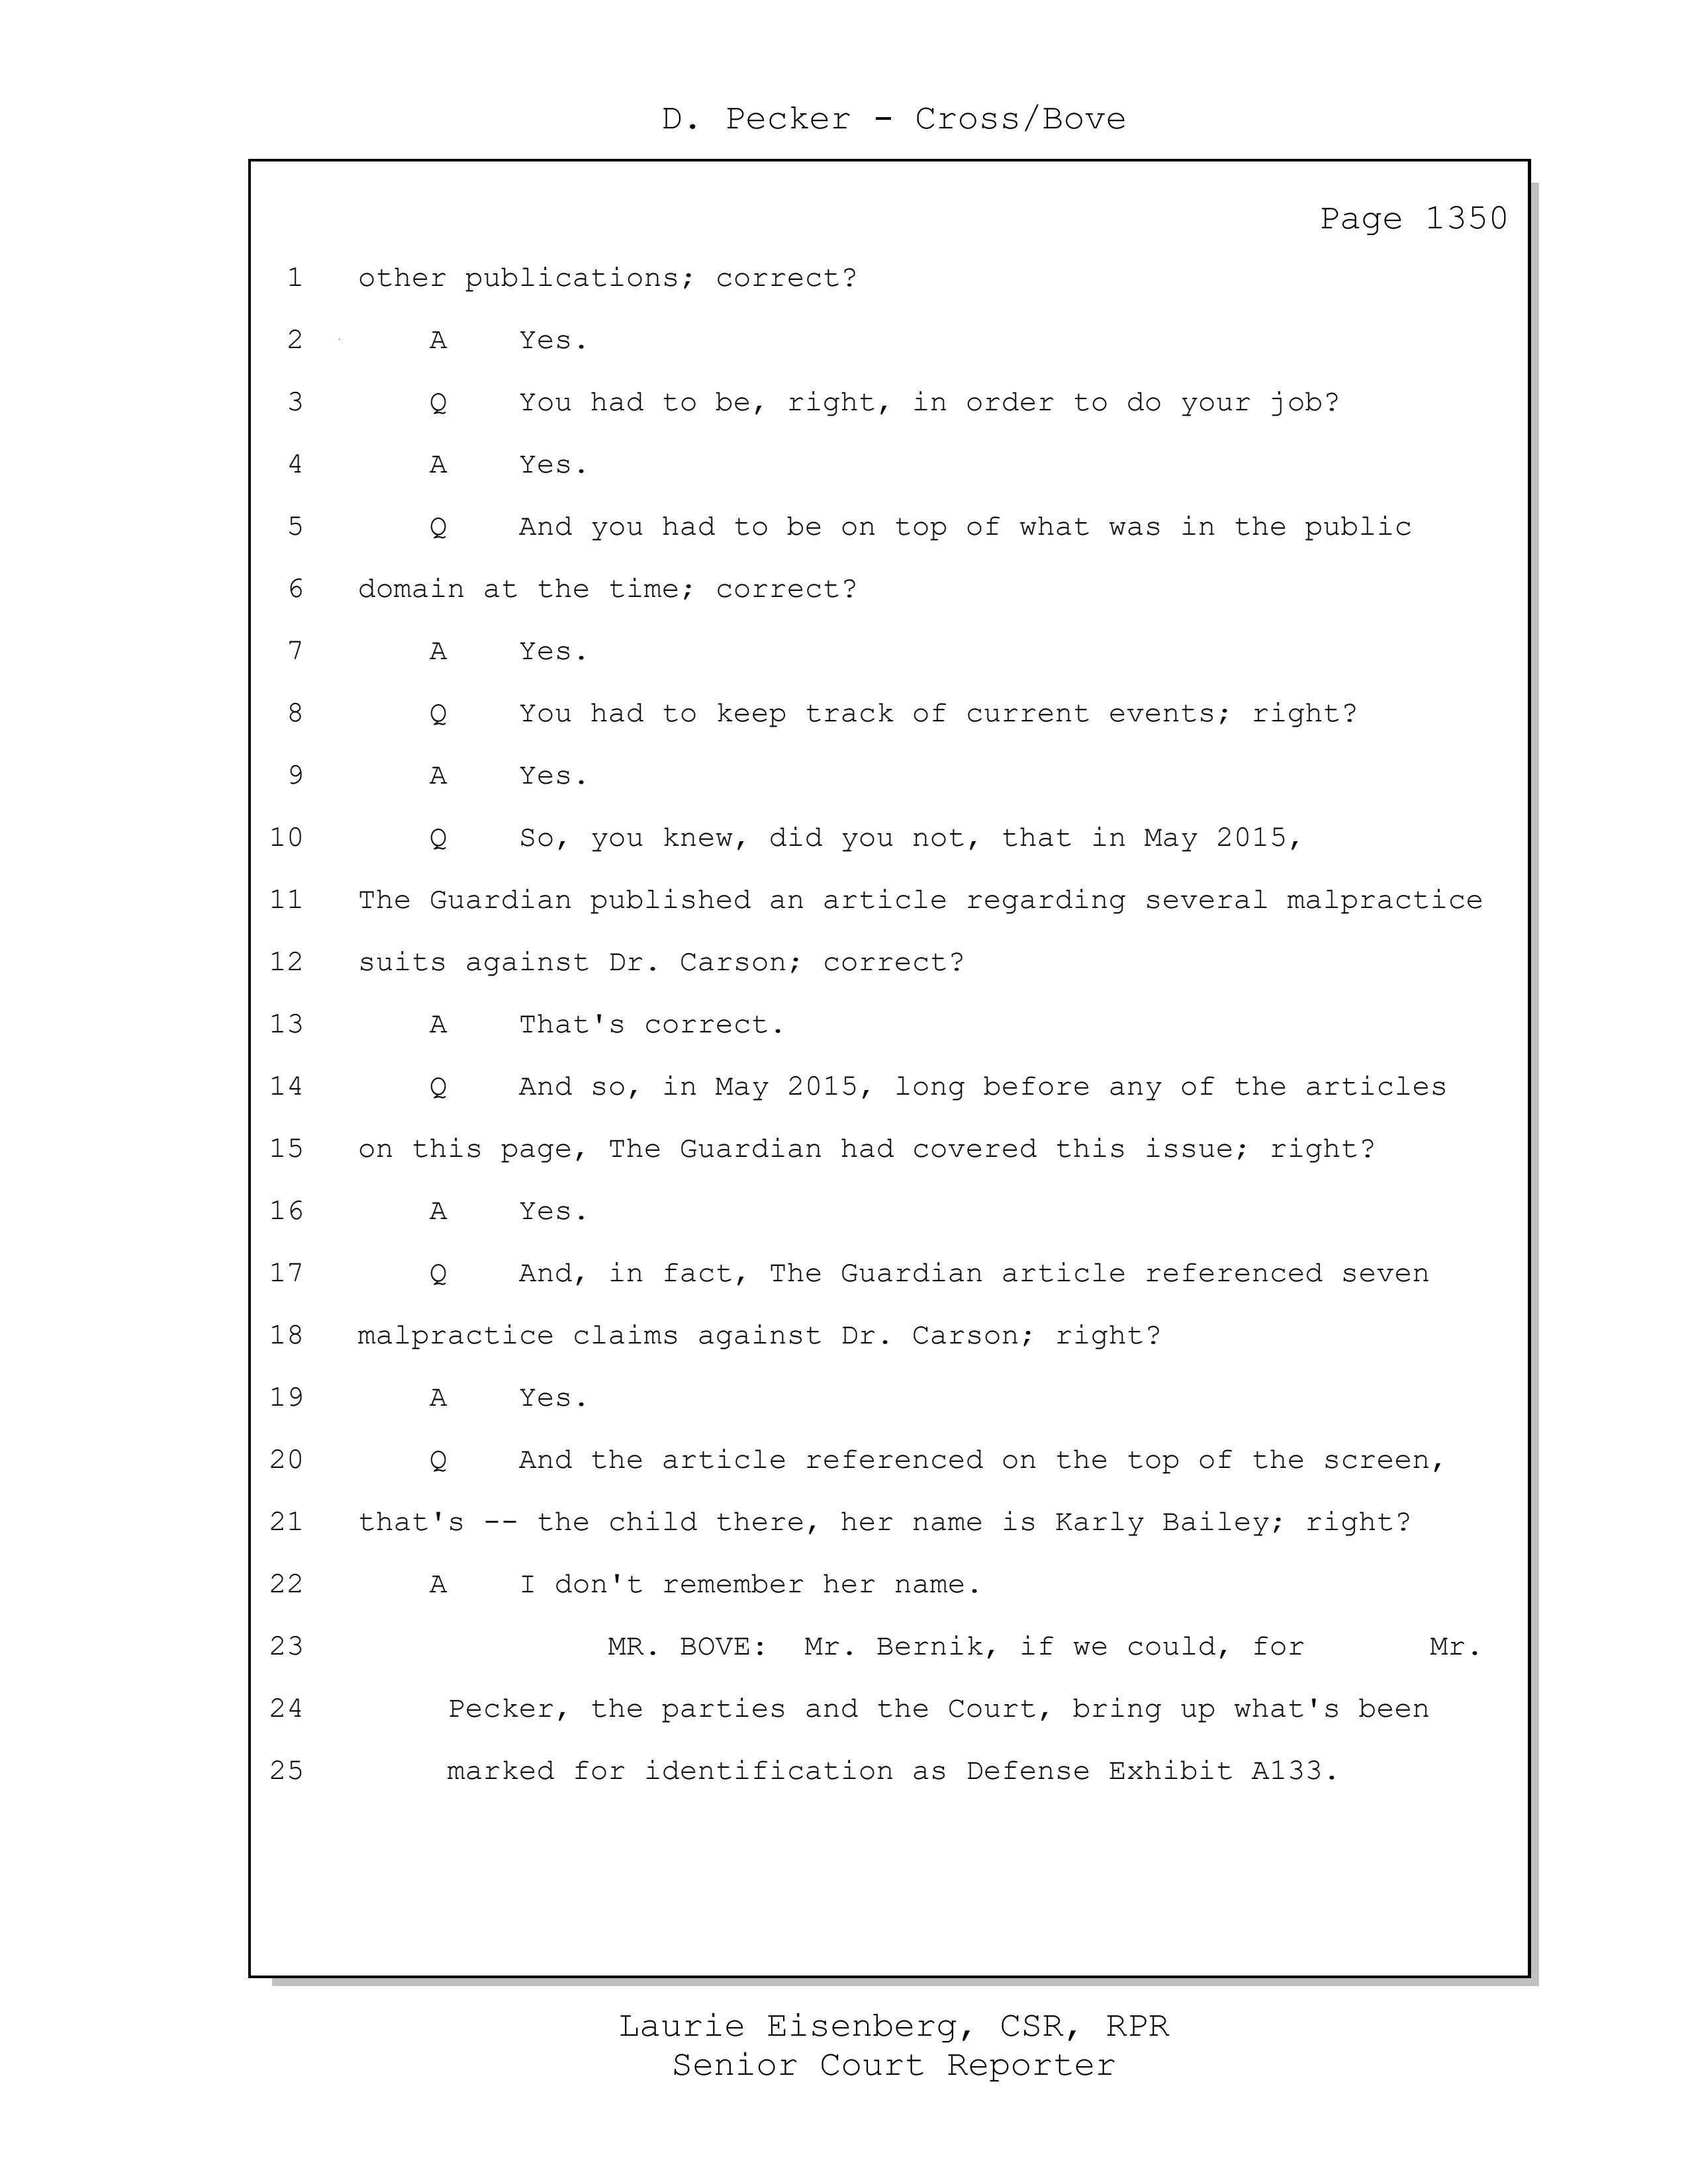 D. Pecker - Cross/Bove
Page 1350
1 other publications; correct?
2 A Yes.
3 Q You had to be, right, in order to do your job?
4 A Yes.
5 Q And you had to be on top of what was in the public
6 domain at the time; correct?
7 A Yes.
8 Q You had to keep track of current events; right?
9 A Yes.
10 Q So, you knew, did you not, that in May 2015,
11 The Guardian published an article regarding several malpractice
12 suits against Dr. Carson; correct?
13 A That's correct.
14 Q And so, in May 2015, long before any of the articles
15 on this page, The Guardian had covered this issue; right?
16 A Yes.
17 Q And, in fact, The Guardian article referenced seven
18 malpractice claims against Dr. Carson; right?
19 A Yes.
20 Q And the article referenced on the top of the screen,
21 that's -- the child there, her name is Karly Bailey; right?
22 A I don't remember her name.
23 MR. BOVE: Mr. Bernik, if we could, for Mr.
24 Pecker, the parties and the Court, bring up what's been
25 marked for identification as Defense Exhibit A133.
Laurie Eisenberg, CSR, RPR
Senior Court Reporter